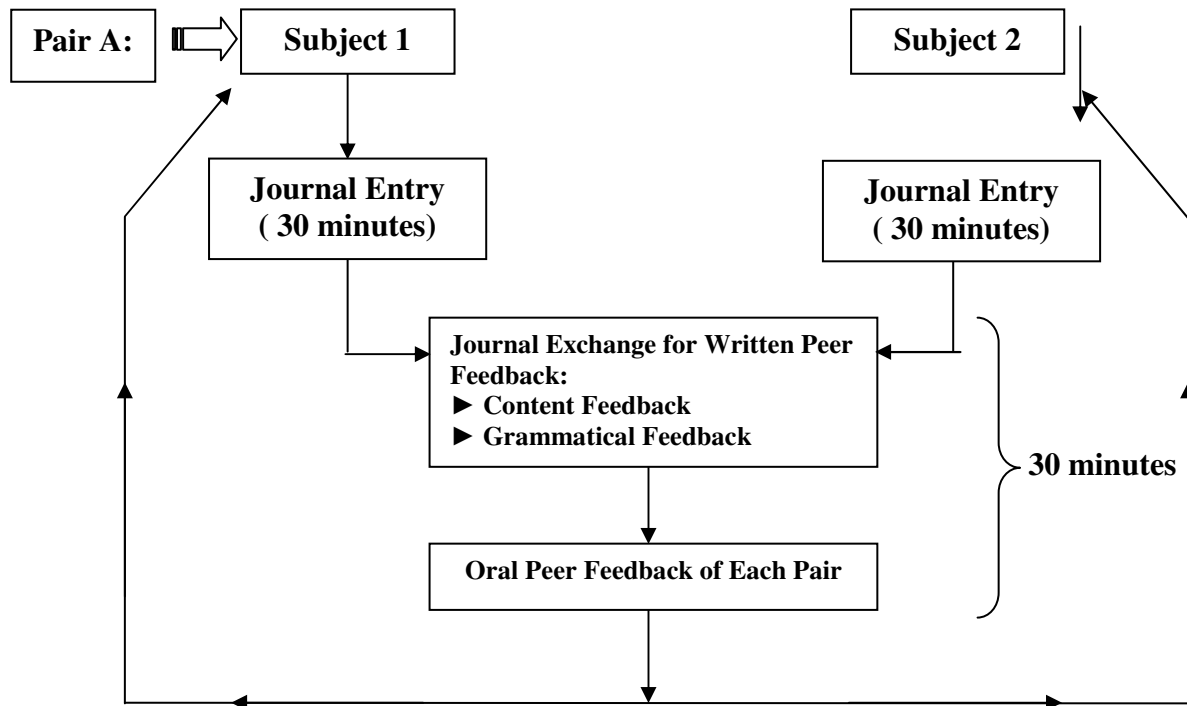 Pair A:
Subject 1
Subject 2
Journal Entry
( 30 minutes)
Journal Entry
( 30 minutes)
Journal Exchange for Written Peer
Feedback:
► Content Feedback
► Grammatical Feedback
30 minutes
Oral Peer Feedback of Each Pair